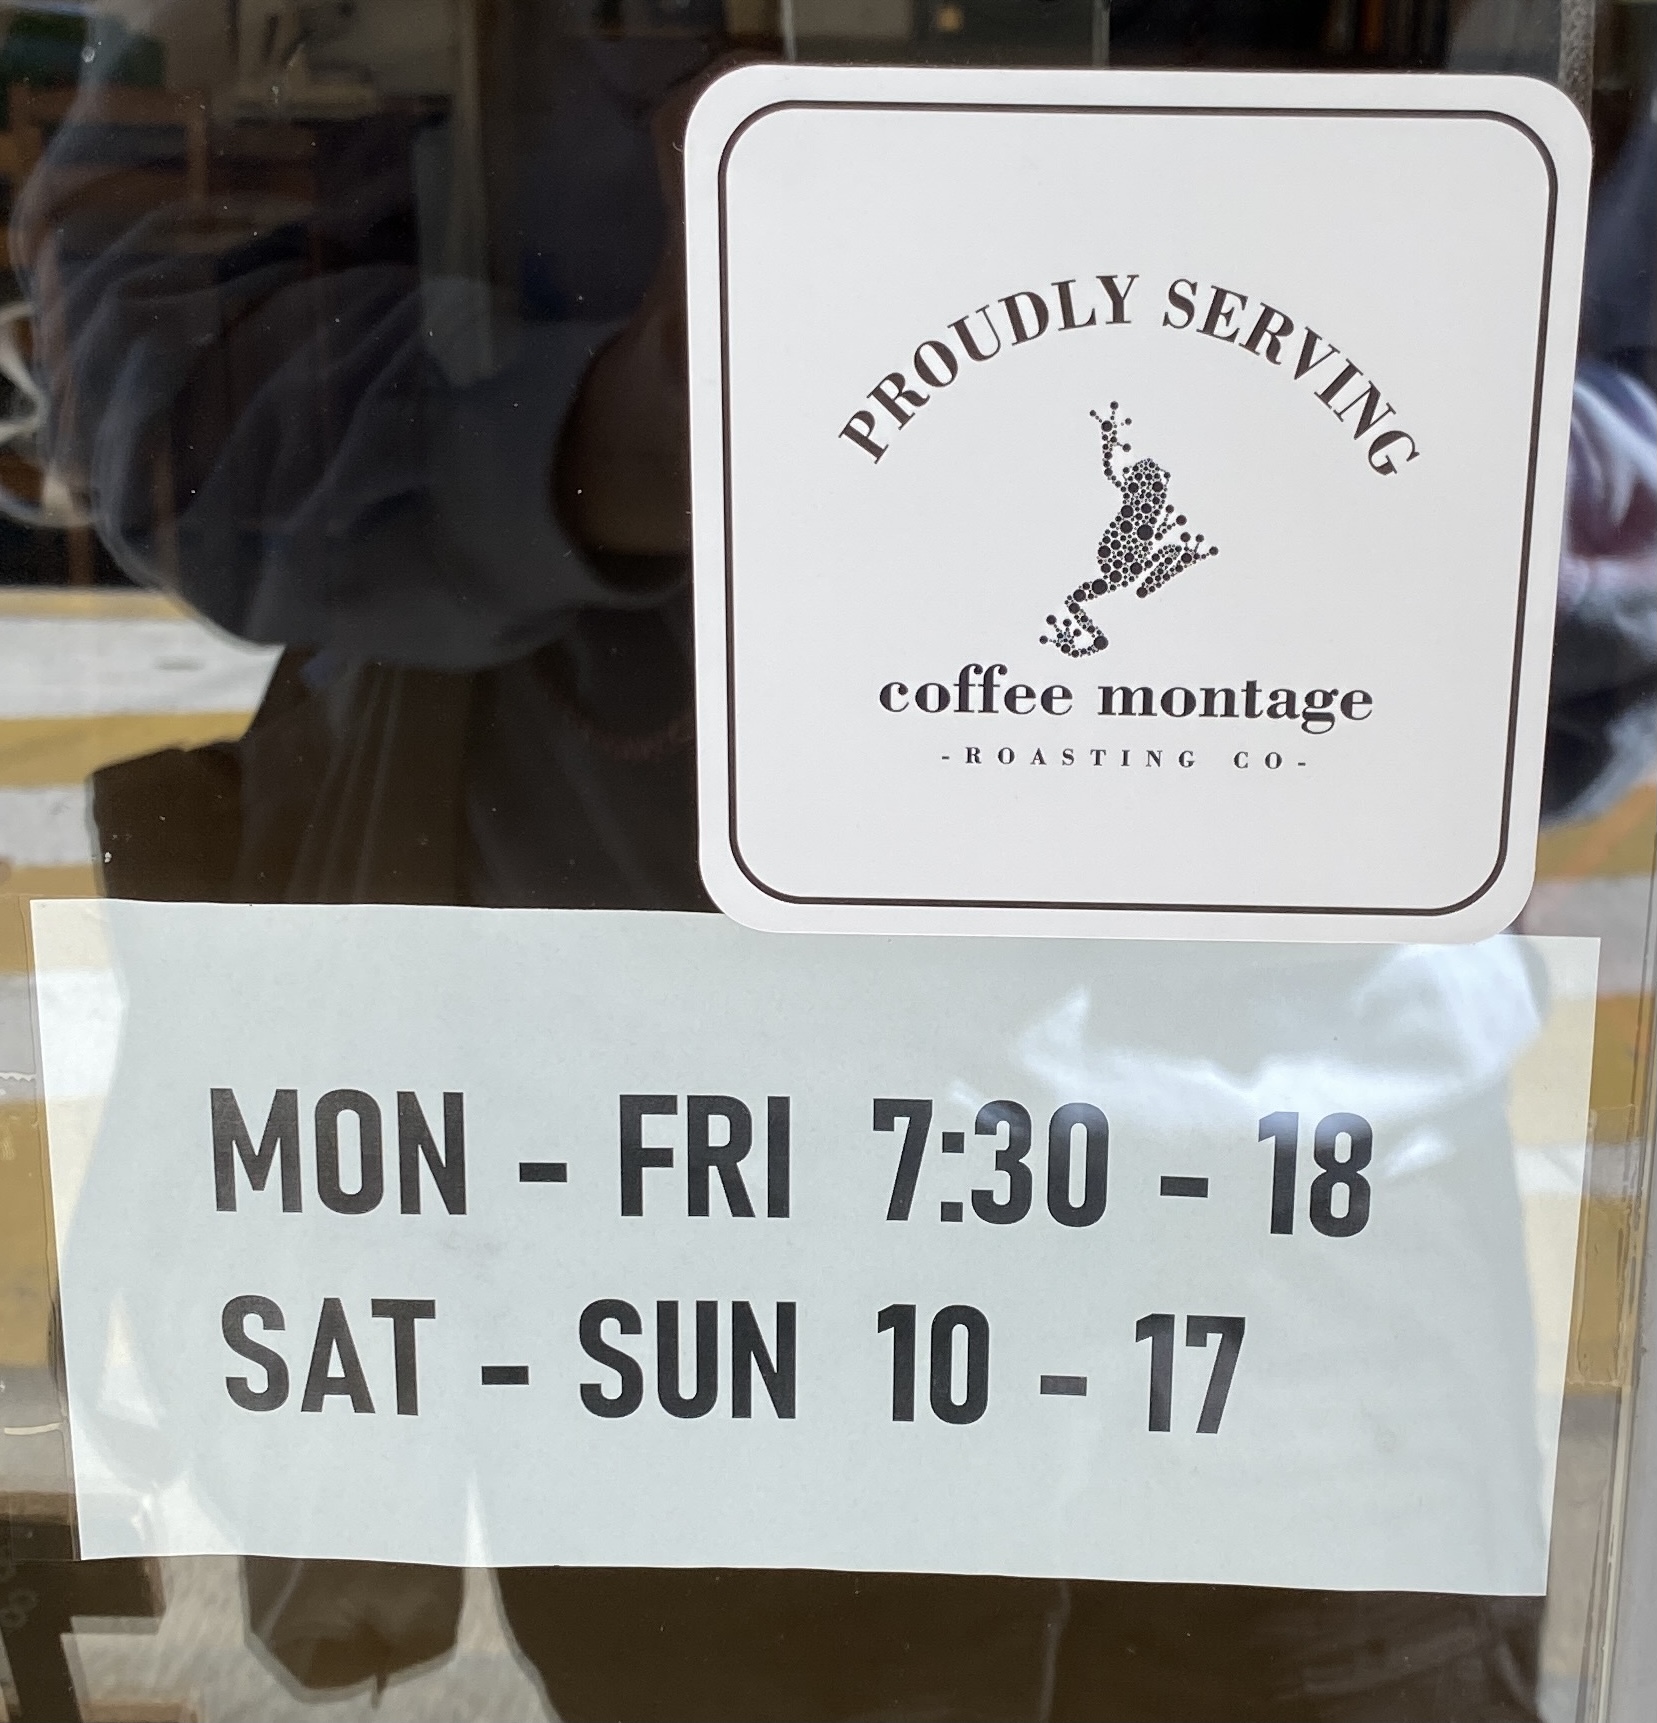 PROUDLY SERVING
coffee montage
-ROASTING CO-
MON - FRI 7:30 - 18
SAT - SUN 10 - 17